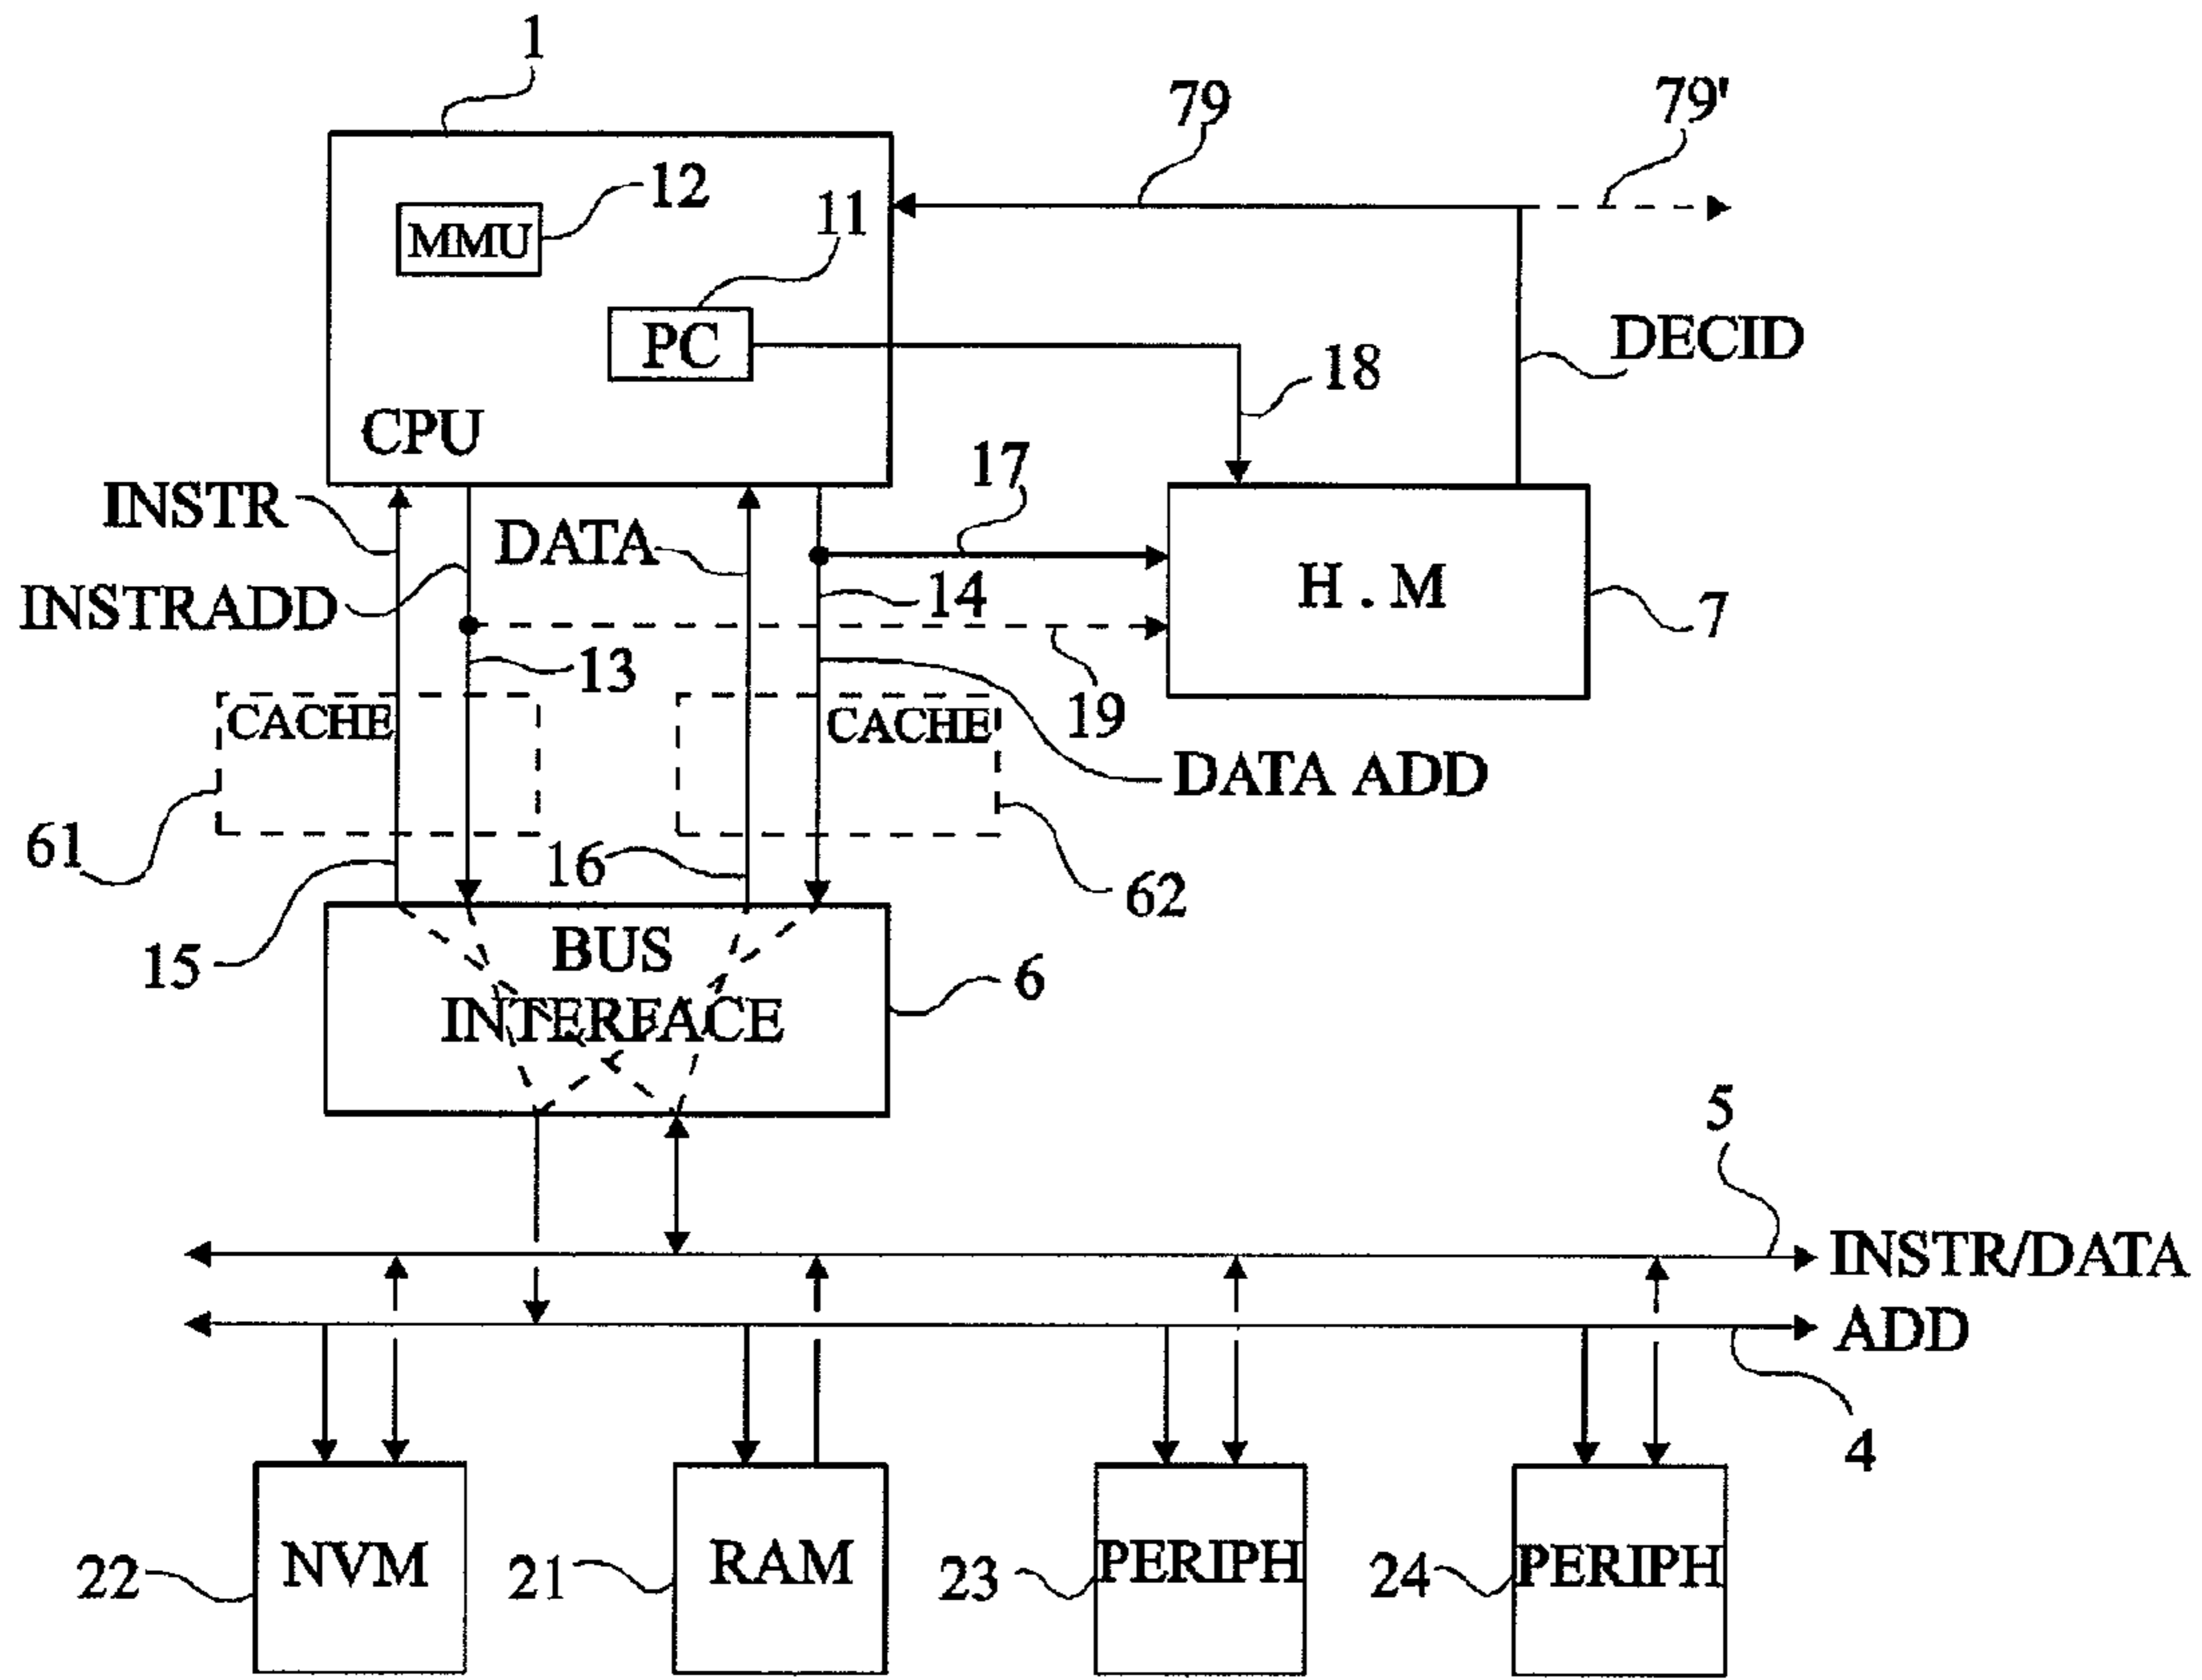 1
79
79'
12
MMU
11
PC
DECID
18
CPU
17
INSTR
DATA
H . M
14
INSTRADD
7
13
19
CACHE
CACHE
DATA ADD
61
16
62
15
BUS
INTERFACE
6
5
INSTR/DATA
ADD
4
NVM
RAM
PERIPH
PERIPH
22
21
23
24